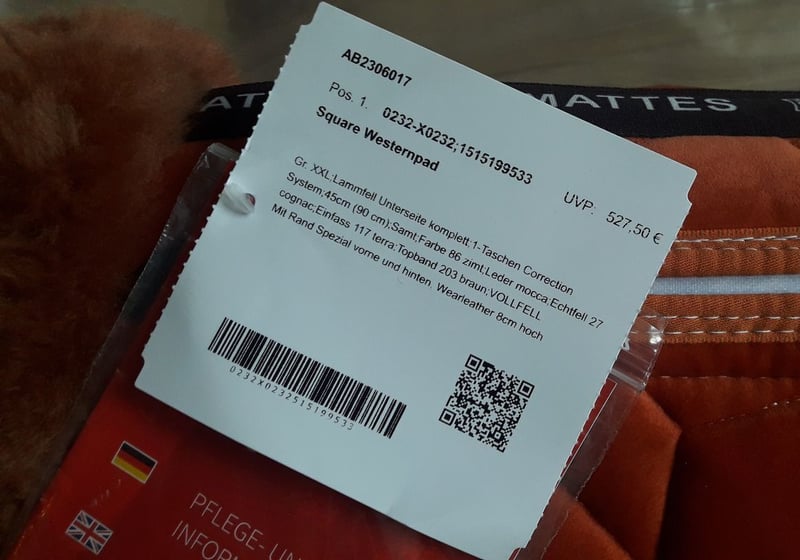 AB2306017
Pos. 1. 0232-X0232;1515199533
Square Westernpad
UVP: 527,50 €
Gr. XXL;Lammfell Unterseite komplett 1-Taschen Correction
System;45cm (90 cm);Samt;Farbe 86 zimt;Leder mocca;Echtfell 27
cognac;Einfass 117 terra;Topband 203 braun;VOLLFELL
Mit Rand Spezial vorne und hinten, Wearleather 8cm hoch
0232X0232515199533
AT
MATTES
PFLEGE- UN
INFOR